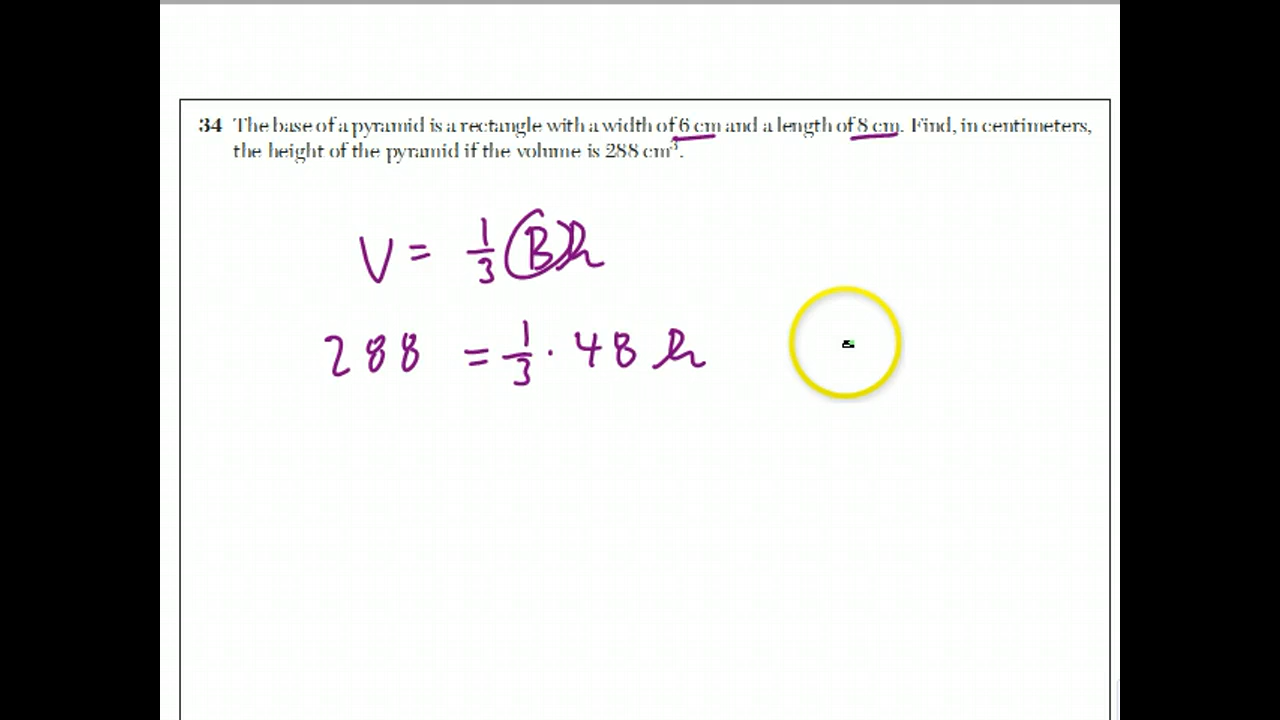 34 The base of a pyramid is a rectangle with a width of 6 cm and a length of 8 cm. Find, in centimeters,
the height of the pyramid if the volume is 288 cm³.
V = 1/3 Bh
288 = 1/3 · 48 h